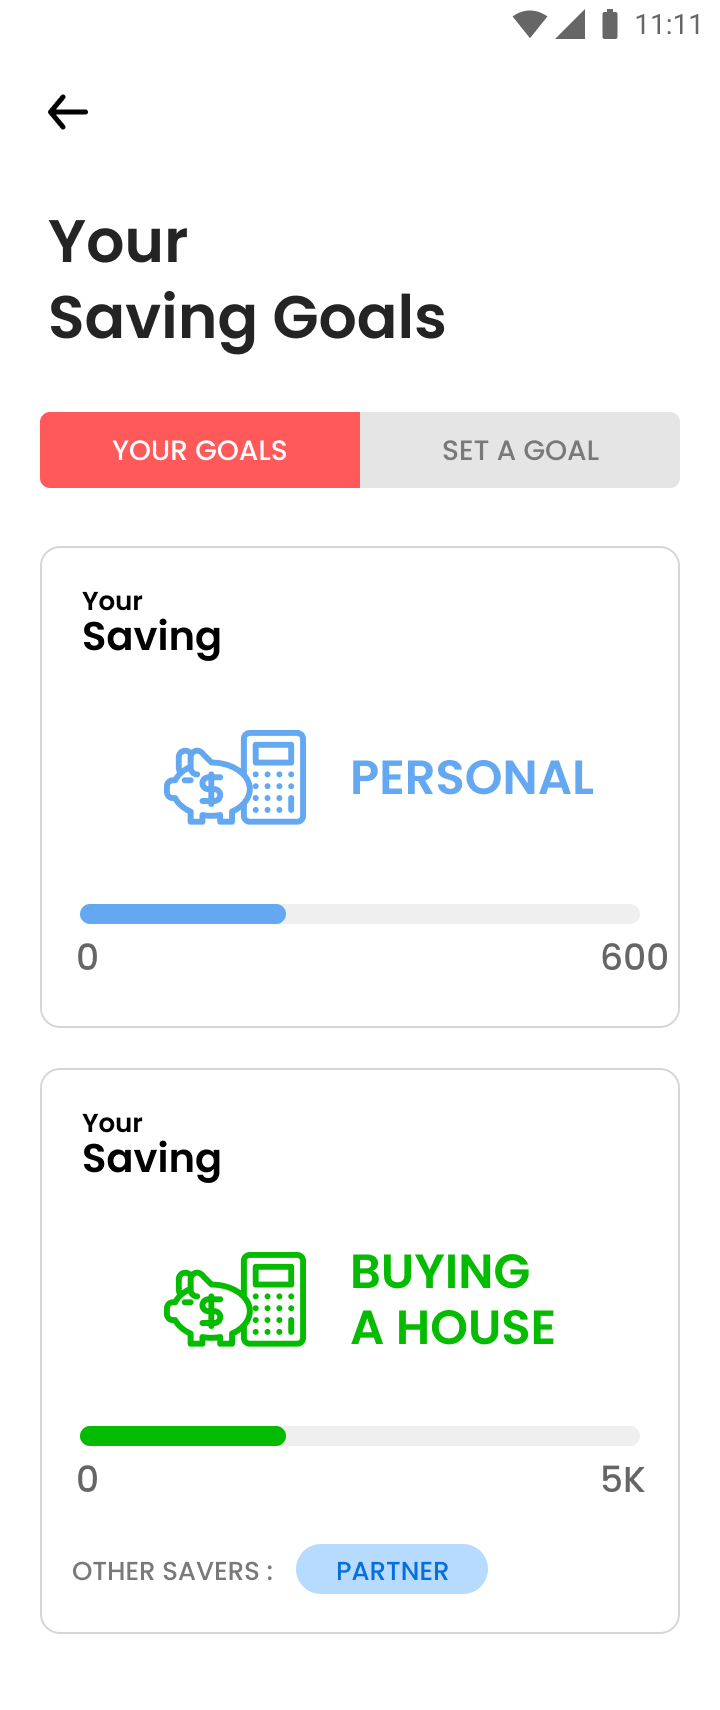 11:11
Your
Saving Goals
YOUR GOALS
SET A GOAL
Your
Saving
$
PERSONAL
0
600
Your
Saving
$
BUYING
A HOUSE
0
5K
OTHER SAVERS :
PARTNER